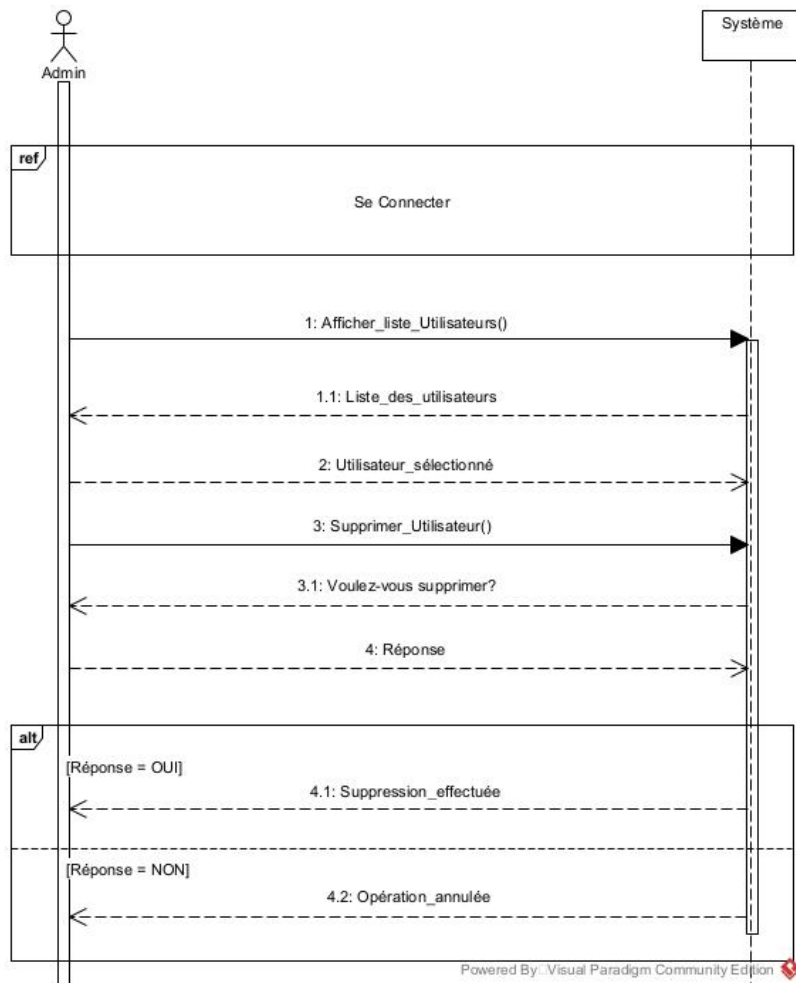 Système
Admin
ref
Se Connecter
1: Afficher_liste_Utilisateurs()
1.1: Liste_des_utilisateurs
2: Utilisateur_sélectionné
3: Supprimer_Utilisateur()
3.1: Voulez-vous supprimer?
4: Réponse
alt
[Réponse = OUI]
4.1: Suppression_effectuée
[Réponse = NON]
4.2: Opération_annulée
Powered By Visual Paradigm Community Edition